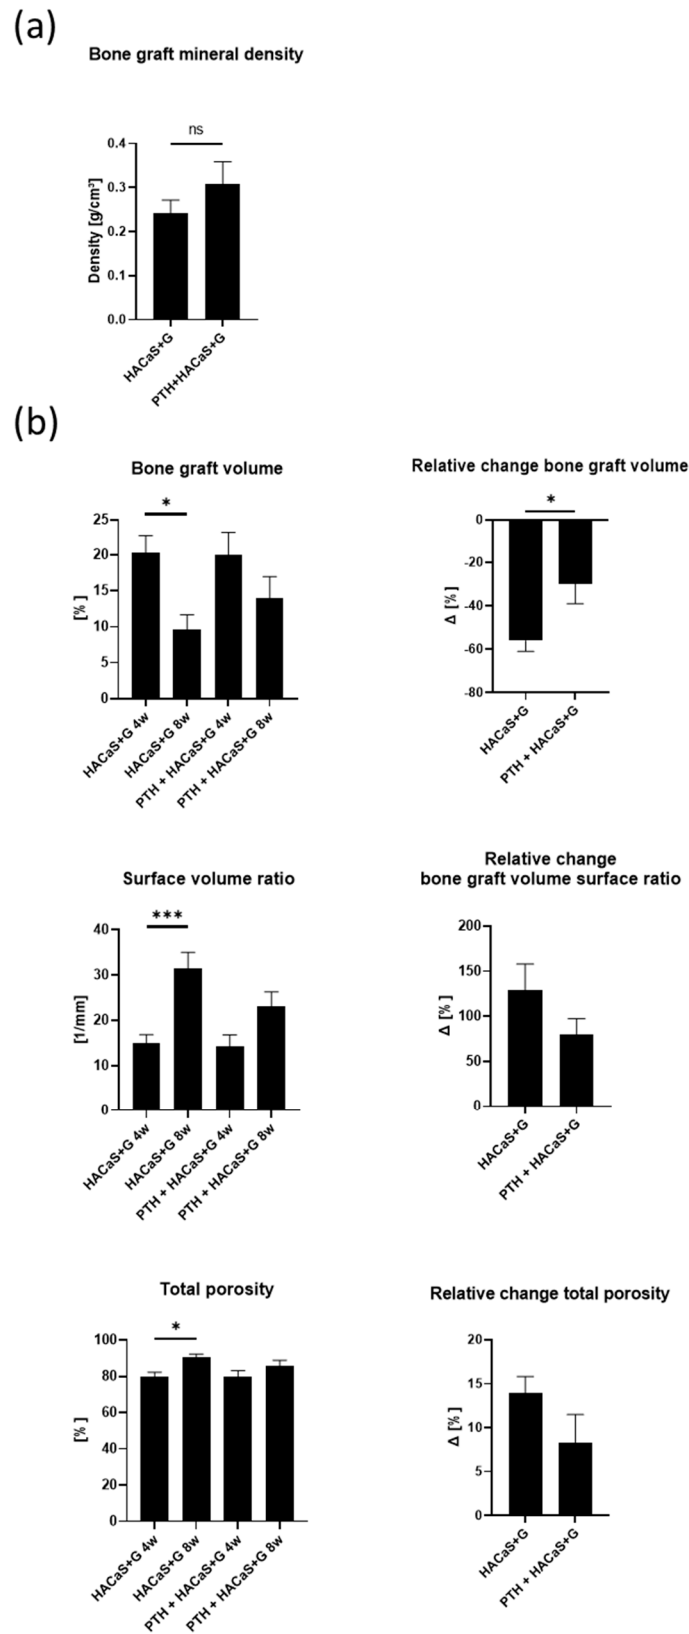 (a)
Bone graft mineral density
ns
Density [g/cm³]
0.4
0.3
0.2
0.1
0.0
HACaS+G
PTH+HACaS+G
(b)
Bone graft volume
*
[% ]
25
20
15
10
5
0
HACaS+G 4w
HACaS+G 8w
PTH + HACaS+G 4w
PTH + HACaS+G 8w
Relative change bone graft volume
*
Δ [% ]
0
-20
-40
-60
-80
HACaS+G
PTH + HACaS+G
Surface volume ratio
***
[1/mm]
40
30
20
10
0
HACaS+G 4w
HACaS+G 8w
PTH + HACaS+G 4w
PTH + HACaS+G 8w
Relative change
bone graft volume surface ratio
Δ [% ]
200
150
100
50
0
HACaS+G
PTH + HACaS+G
Total porosity
*
[% ]
100
80
60
40
20
0
HACaS+G 4w
HACaS+G 8w
PTH + HACaS+G 4w
PTH + HACaS+G 8w
Relative change total porosity
Δ [% ]
20
15
10
5
0
HACaS+G
PTH + HACaS+G